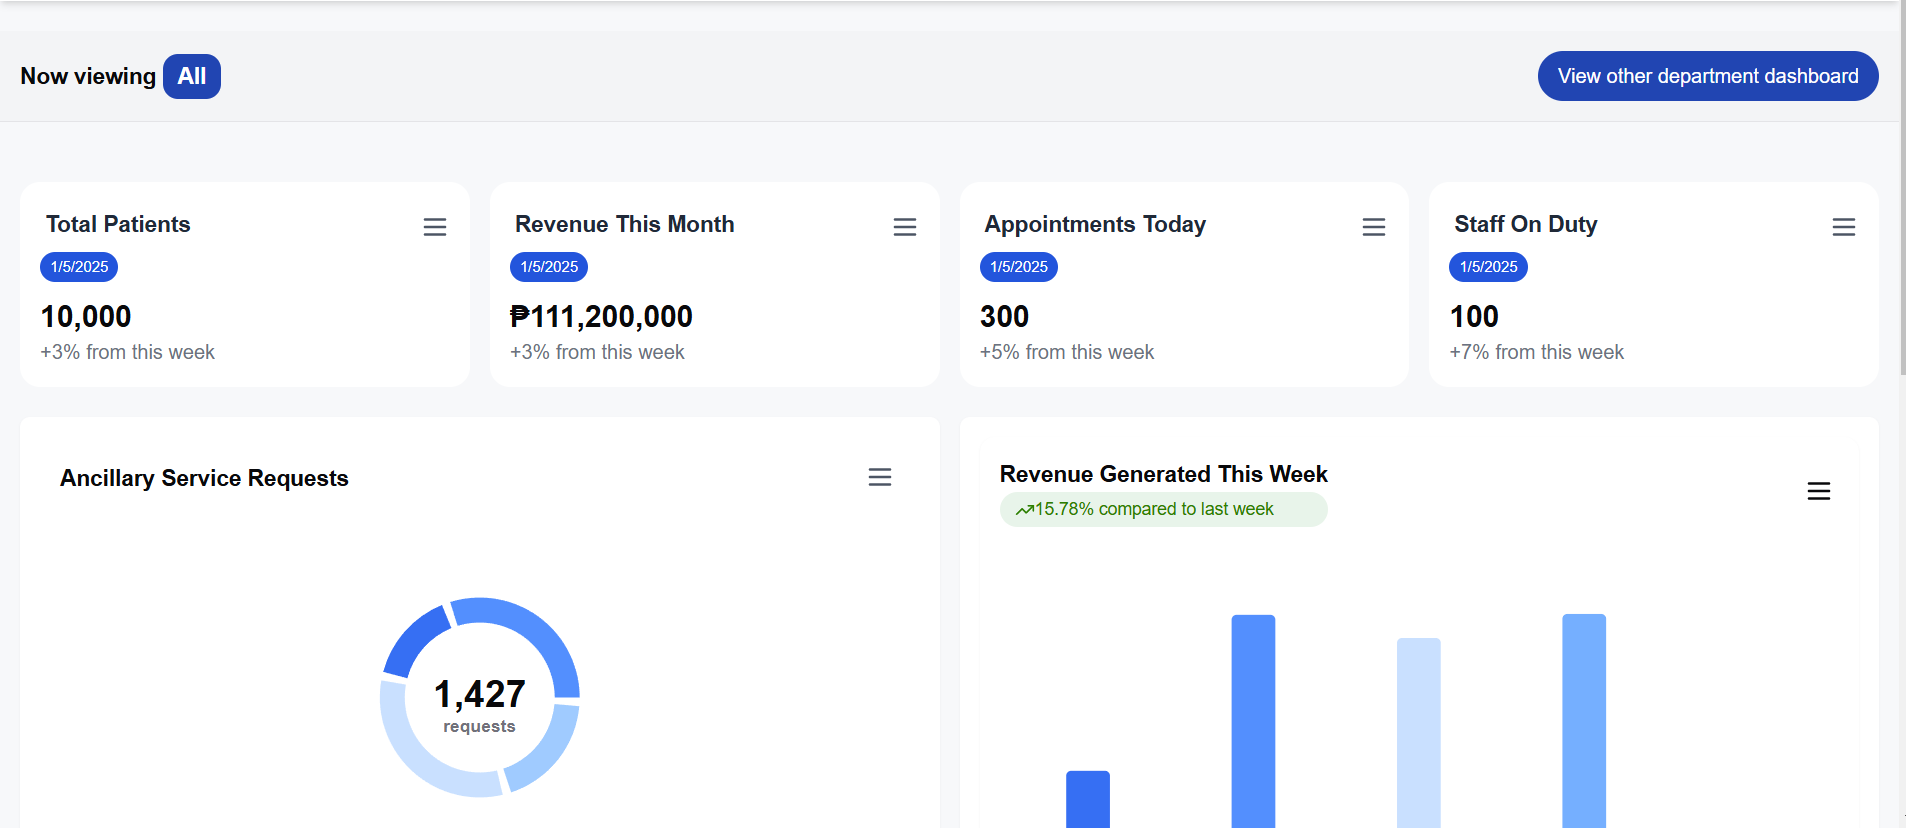 Now viewing All
View other department dashboard
Total Patients
1/5/2025
10,000
+3% from this week
Revenue This Month
1/5/2025
₱111,200,000
+3% from this week
Appointments Today
1/5/2025
300
+5% from this week
Staff On Duty
1/5/2025
100
+7% from this week
Ancillary Service Requests
1,427
requests
Revenue Generated This Week
15.78% compared to last week